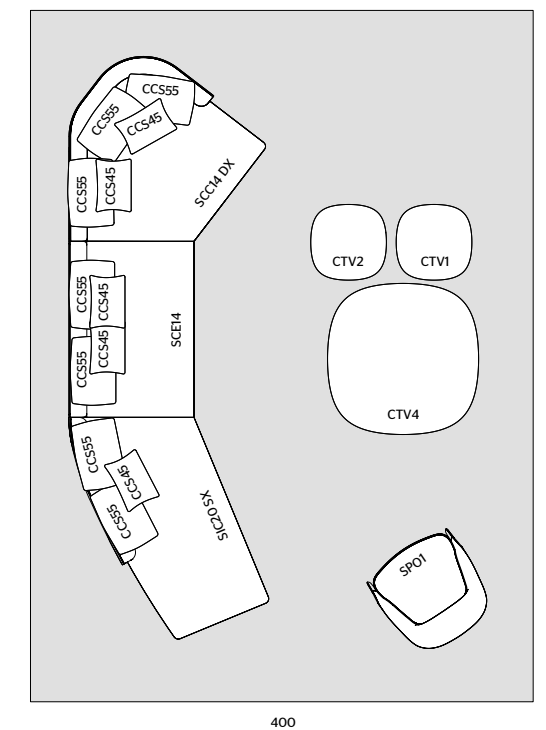 CCS55
CCS55
CCS45
CCS55
CCS45
SCC14 DX
CTV2
CTV1
CCS55
CCS45
SCE14
CCS55
CCS45
CTV4
CCS55
CCS45
CCS55
SIC20 SX
SPO1
400